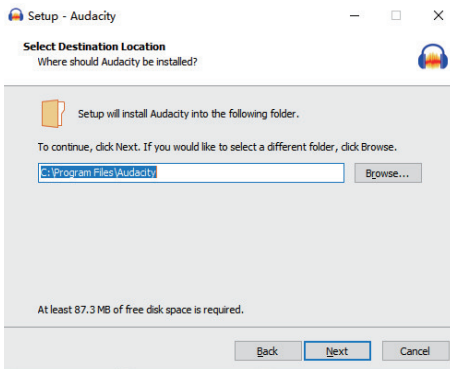 Setup - Audacity
Select Destination Location
Where should Audacity be installed?
Setup will install Audacity into the following folder.
To continue, click Next. If you would like to select a different folder, click Browse.
C:\Program Files\Audacity
Browse...
At least 87.3 MB of free disk space is required.
Back
Next
Cancel